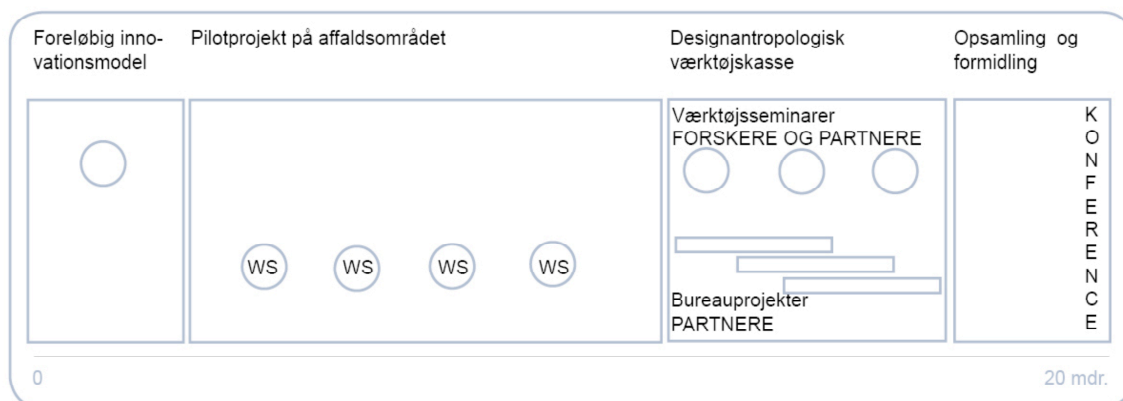 Foreløbig inno-
vationsmodel
Pilotprojekt på affaldsområdet
Designantropologisk
værktøjskasse
Opsamling og
formidling
Værktøjsseminarer
FORSKERE OG PARTNERE
WS
WS
WS
WS
Bureauprojekter
PARTNERE
KONFERENCE
0
20 mdr.